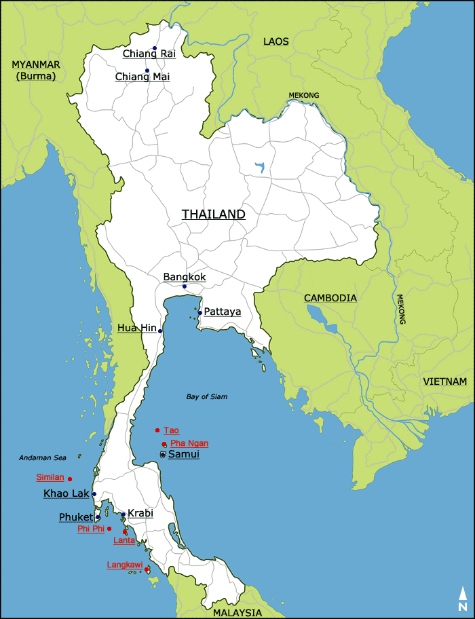 LAOS
Chiang Rai
MYANMAR
(Burma)
Chiang Mai
MEKONG
THAILAND
Bangkok
CAMBODIA
MEKONG
Pattaya
Hua Hin
VIETNAM
Bay of Siam
Tao
Pha Ngan
Samui
Andaman Sea
Similan
Khao Lak
Phuket
Krabi
Phi Phi
Lanta
Langkawi
N
MALAYSIA